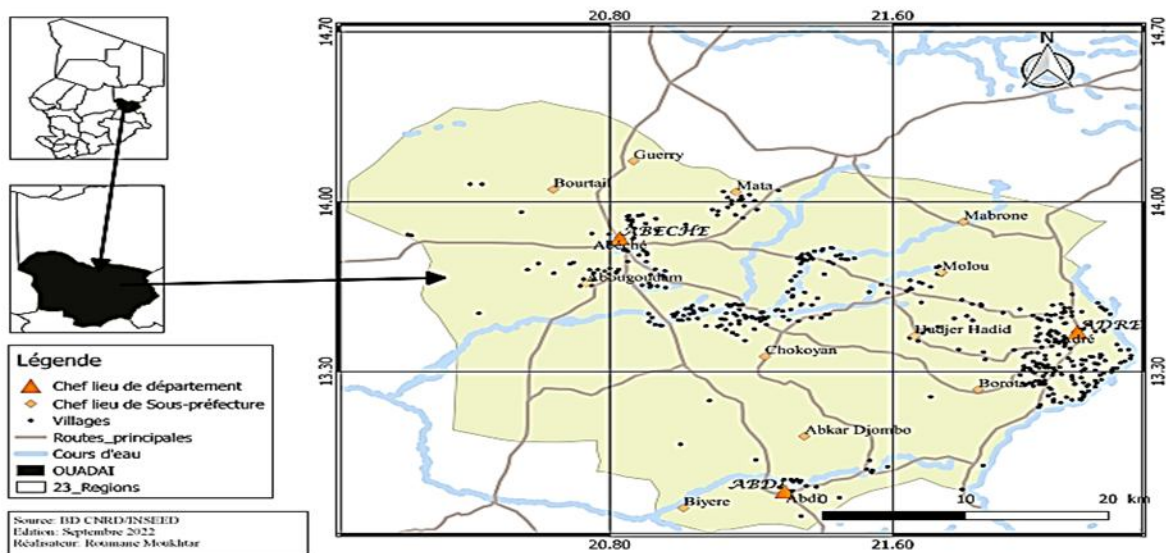 20.80
21.60
14.70
14.70
N
Guerry
Bourtail
Mata
14.00
14.00
Mabrone
ABECHE
Abéché
Molou
Abougoudam
ADRE
Hadjer Hadid
Adré
Chokoyan
13.30
13.30
Borota
Abkar Djombo
Biyere
Abdi
0
10
20 km
20.80
21.60
Légende
Chef lieu de département
Chef lieu de Sous-préfecture
Villages
Routes_principales
Cours d'eau
OUADAI
23_Regions
Source: BD CNRD/INSEED
Edition: Septembre 2022
Réalisateur: Roumane Moukhtar